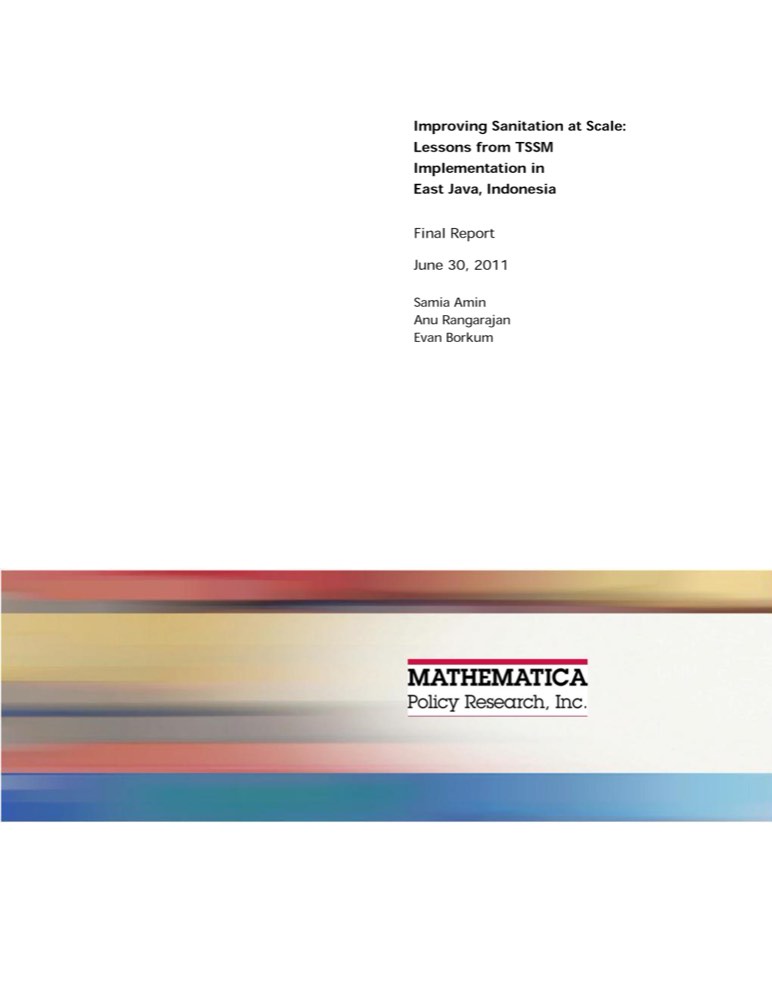 Improving Sanitation at Scale:
Lessons from TSSM
Implementation in
East Java, Indonesia
Final Report
June 30, 2011
Samia Amin
Anu Rangarajan
Evan Borkum
MATHEMATICA
Policy Research, Inc.